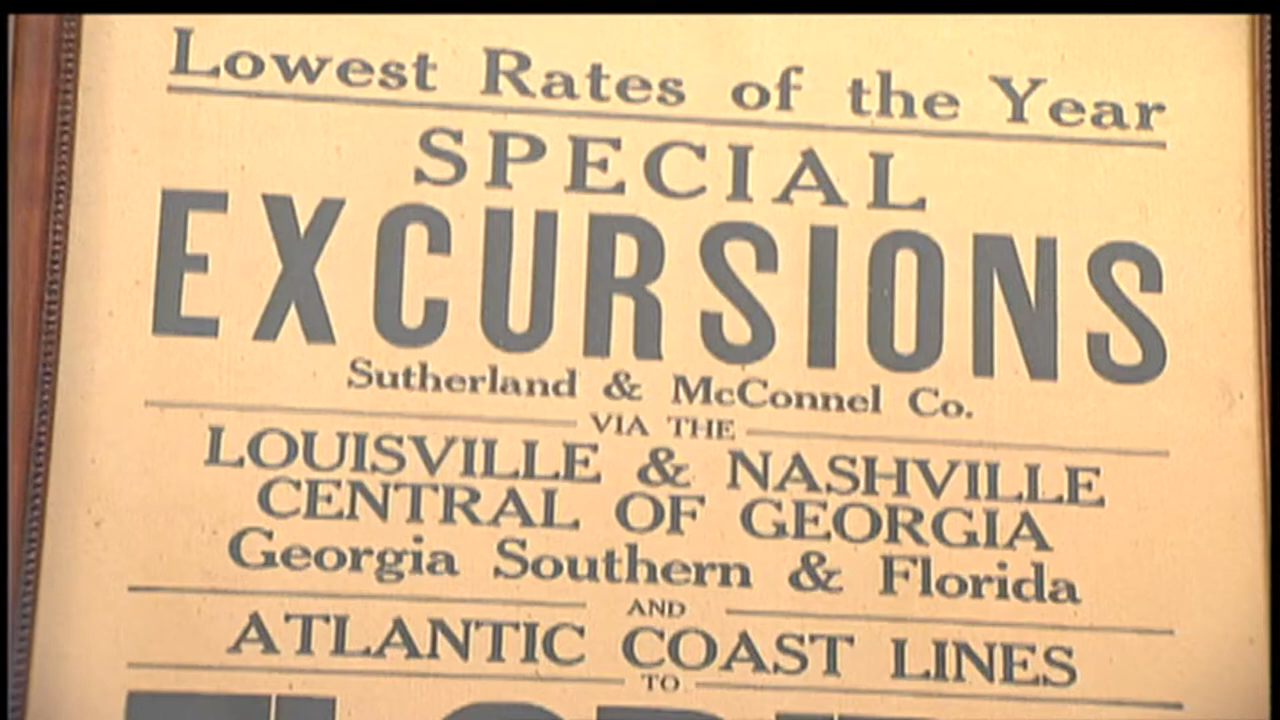 Lowest Rates of the Year
SPECIAL
EXCURSIONS
Sutherland & McConnel Co.
VIA THE
LOUISVILLE & NASHVILLE
CENTRAL OF GEORGIA
Georgia Southern & Florida
AND
ATLANTIC COAST LINES
TO